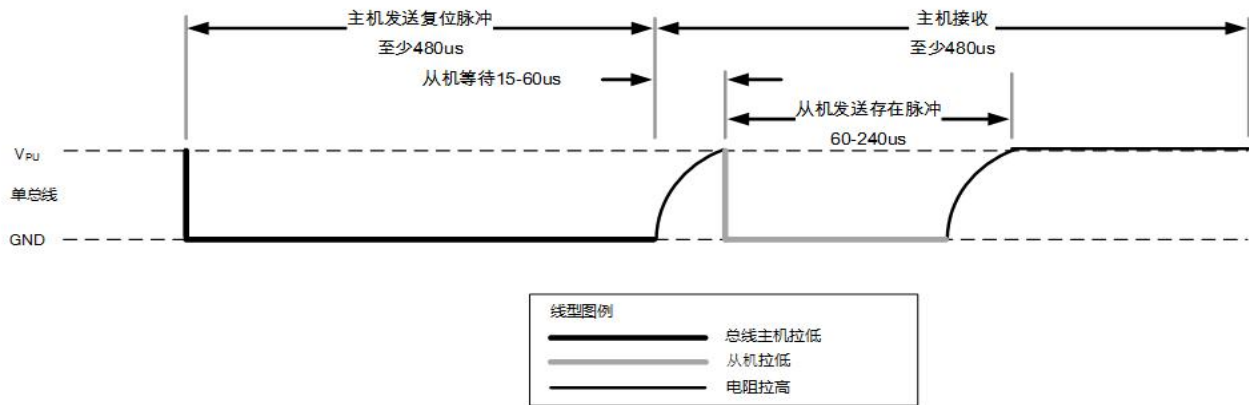 主机发送复位脉冲
至少480us
主机接收
至少480us
从机等待15-60us
从机发送存在脉冲
60-240us
VPU
单总线
GND
线型图例
总线主机拉低
从机拉低
电阻拉高